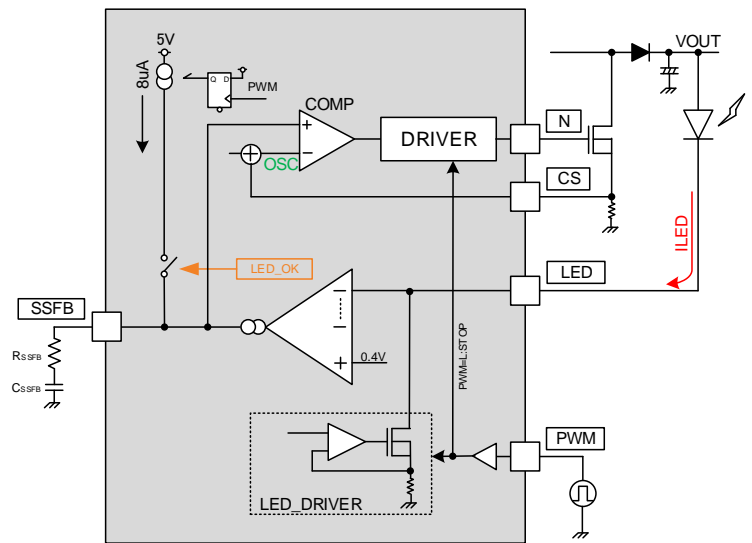 5V
8uA
Q D
PWM
COMP
+
−
OSC
DRIVER
N
VOUT
CS
ILED
LED_OK
LED
SSFB
RSSFB
CSSFB
−
−
+
0.4V
PWM=L:STOP
PWM
LED_DRIVER